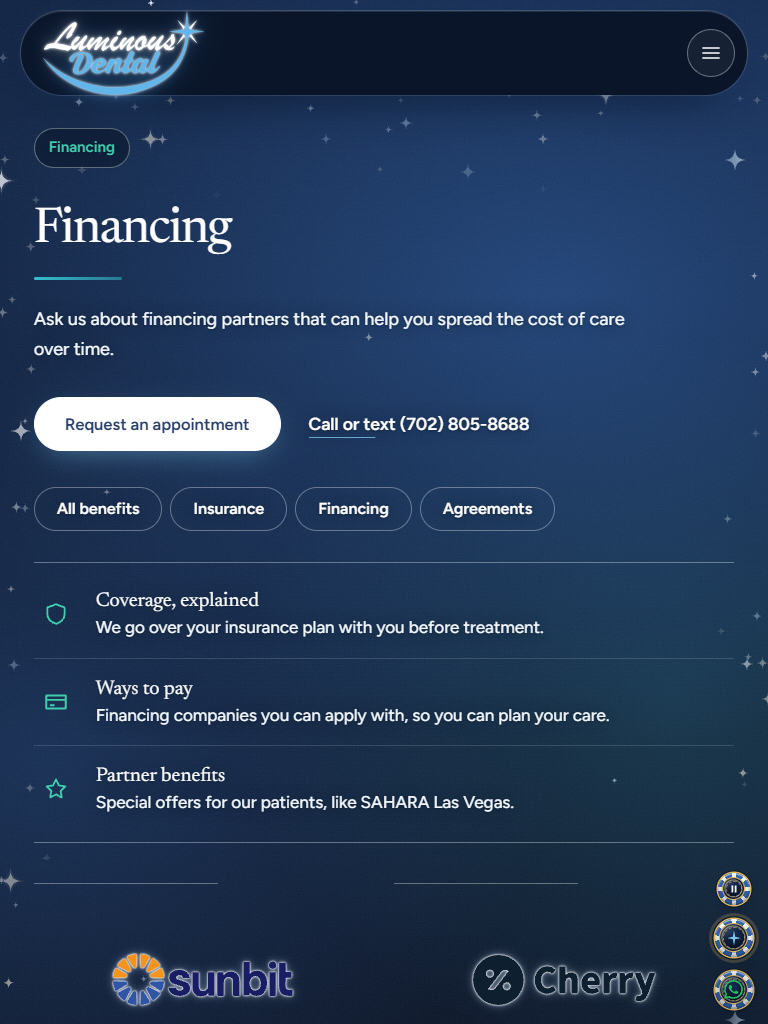 Luminous
Dental
Financing
Financing
Ask us about financing partners that can help you spread the cost of care
over time.
Request an appointment
Call or text (702) 805-8688
All benefits
Insurance
Financing
Agreements
Coverage, explained
We go over your insurance plan with you before treatment.
Ways to pay
Financing companies you can apply with, so you can plan your care.
Partner benefits
Special offers for our patients, like SAHARA Las Vegas.
sunbit
% Cherry